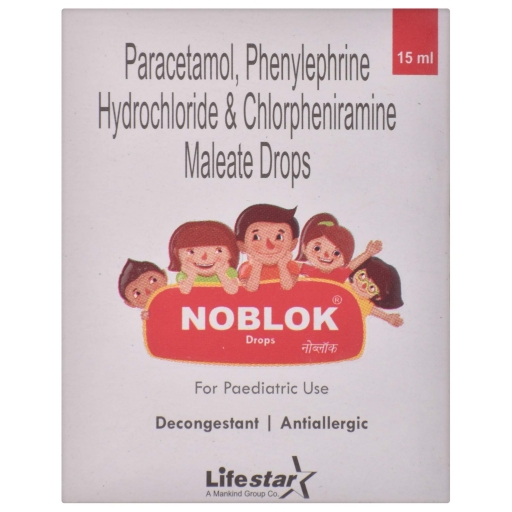 15 ml
Paracetamol, Phenylephrine
Hydrochloride & Chlorpheniramine
Maleate Drops
NOBLOK®
Drops
नोब्लॉक
For Paediatric Use
Decongestant | Antiallergic
Lifestar
A Mankind Group Co.